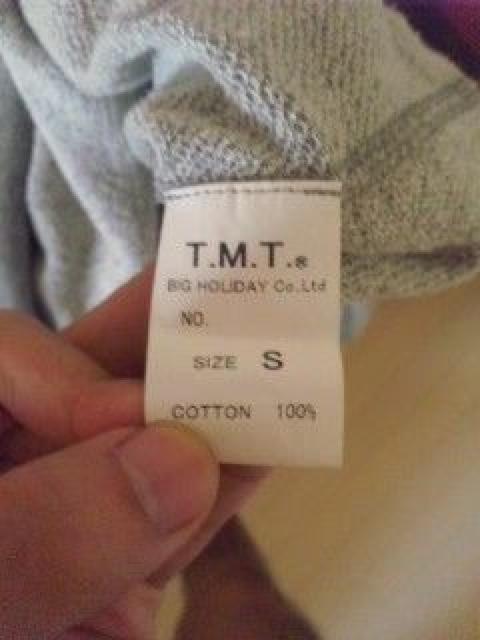 T.M.T.®
BIG HOLIDAY Co.Ltd
NO.
SIZE S
COTTON 100%